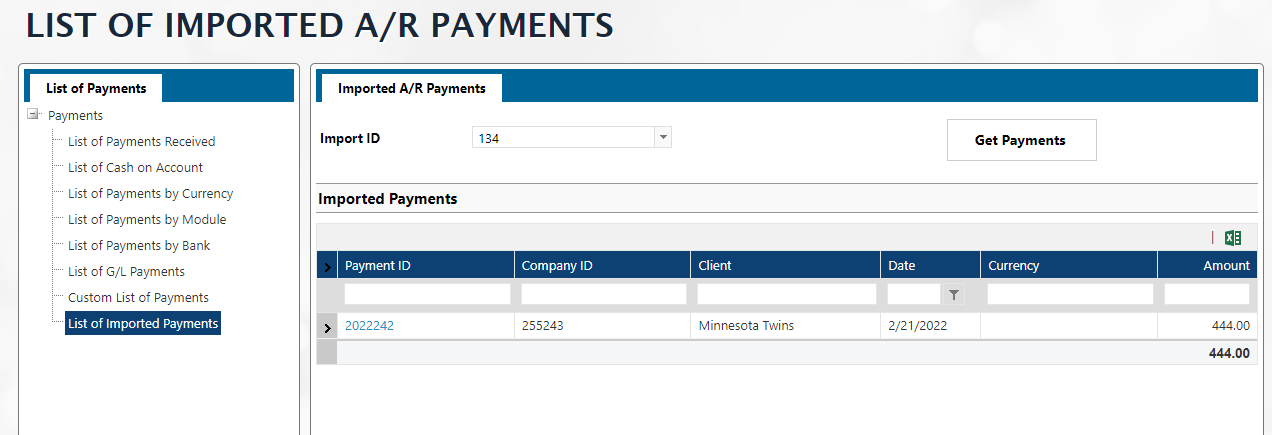 LIST OF IMPORTED A/R PAYMENTS
List of Payments
Payments
List of Payments Received
List of Cash on Account
List of Payments by Currency
List of Payments by Module
List of Payments by Bank
List of G/L Payments
Custom List of Payments
List of Imported Payments
Imported A/R Payments
Import ID 134 Get Payments
Imported Payments
Payment ID Company ID Client Date Currency Amount
2022242 255243 Minnesota Twins 2/21/2022 444.00
444.00